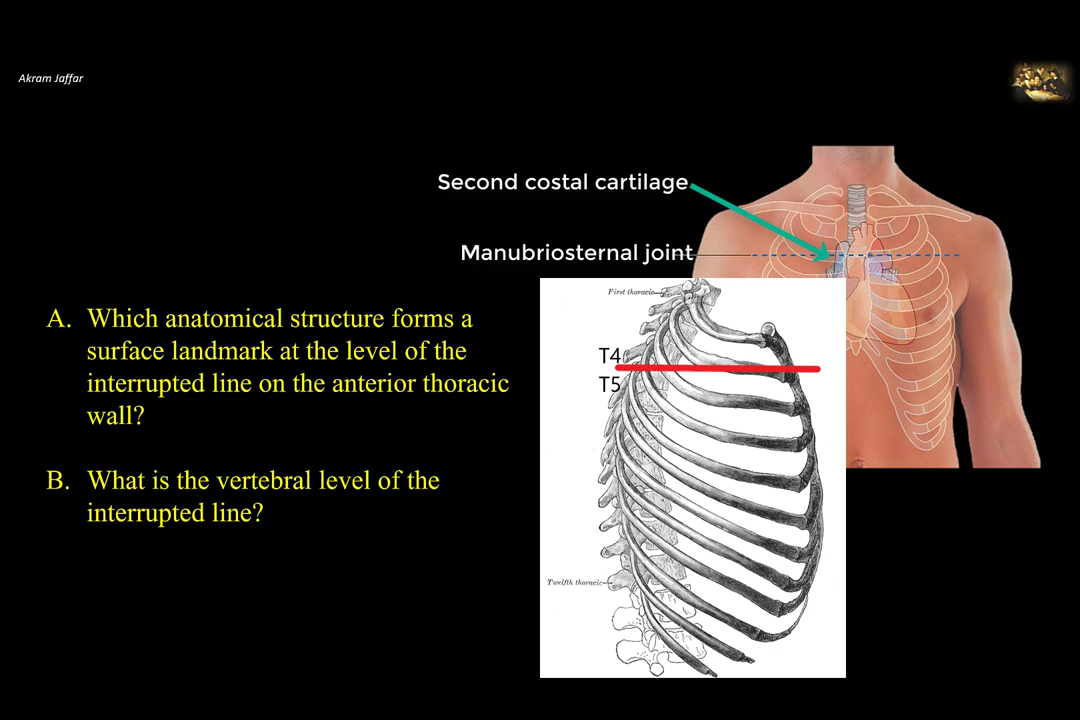 Akram Jaffar
Second costal cartilage
Manubriosternal joint
A. Which anatomical structure forms a
surface landmark at the level of the
interrupted line on the anterior thoracic
wall?
B. What is the vertebral level of the
interrupted line?
First thoracic
T4
T5
Twelfth thoracic